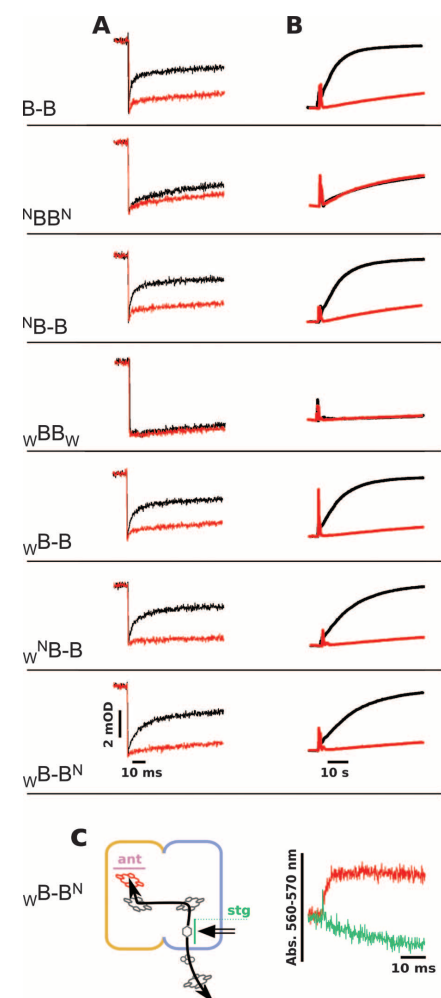 A B
B-B
ᴺBBᴺ
ᴺB-B
wBBw
wB-B
wᴺB-B
2 mOD
wB-Bᴺ
10 ms 10 s
C
ant
wB-Bᴺ
stg
Abs. 560-570 nm
10 ms